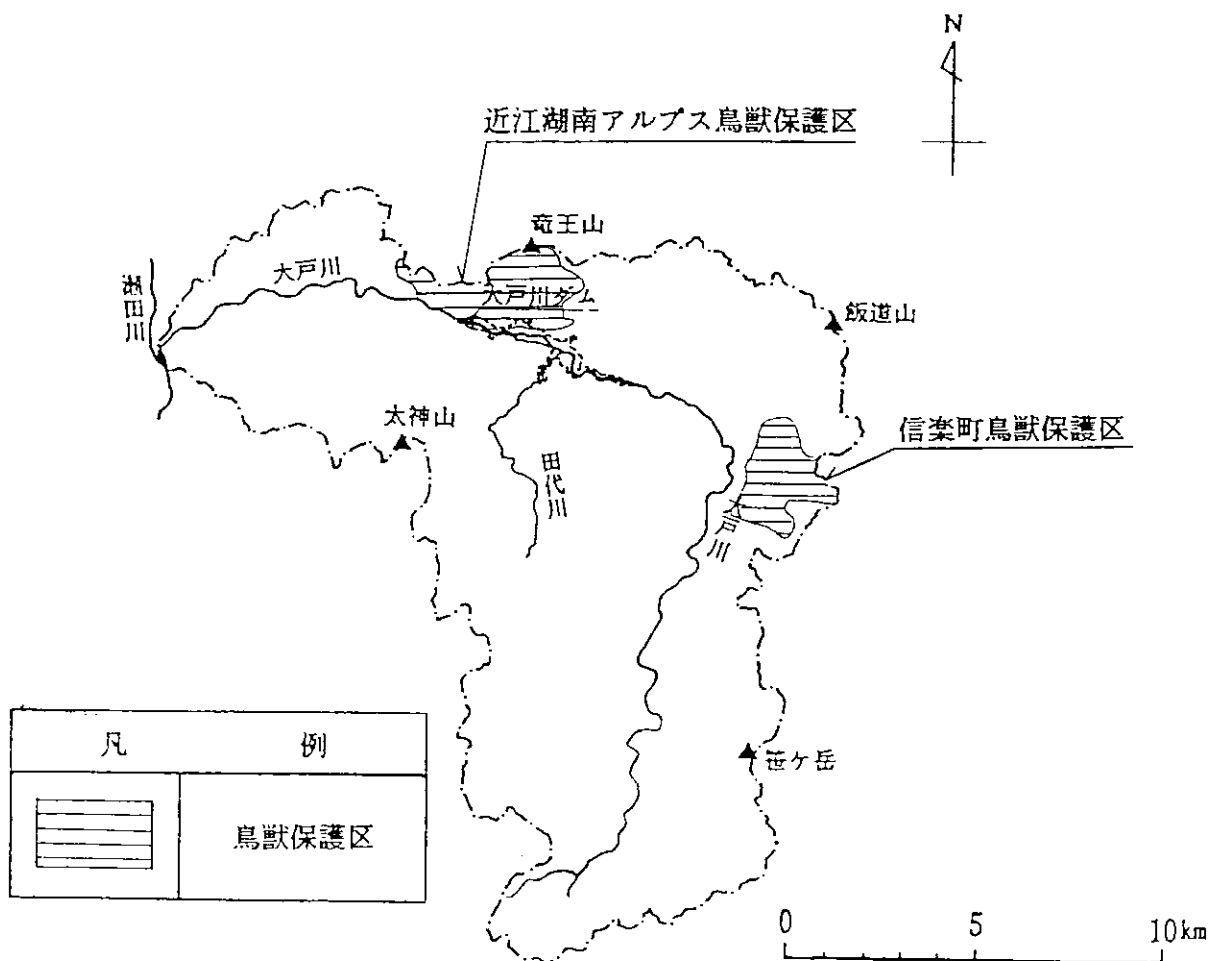 N
近江湖南アルプス鳥獣保護区
竜王山
大戸川
瀬田川
大戸川ダム
飯道山
太神山
信楽町鳥獣保護区
田代川
戸川
笹ケ岳
凡 例
鳥獣保護区
0 5 10km